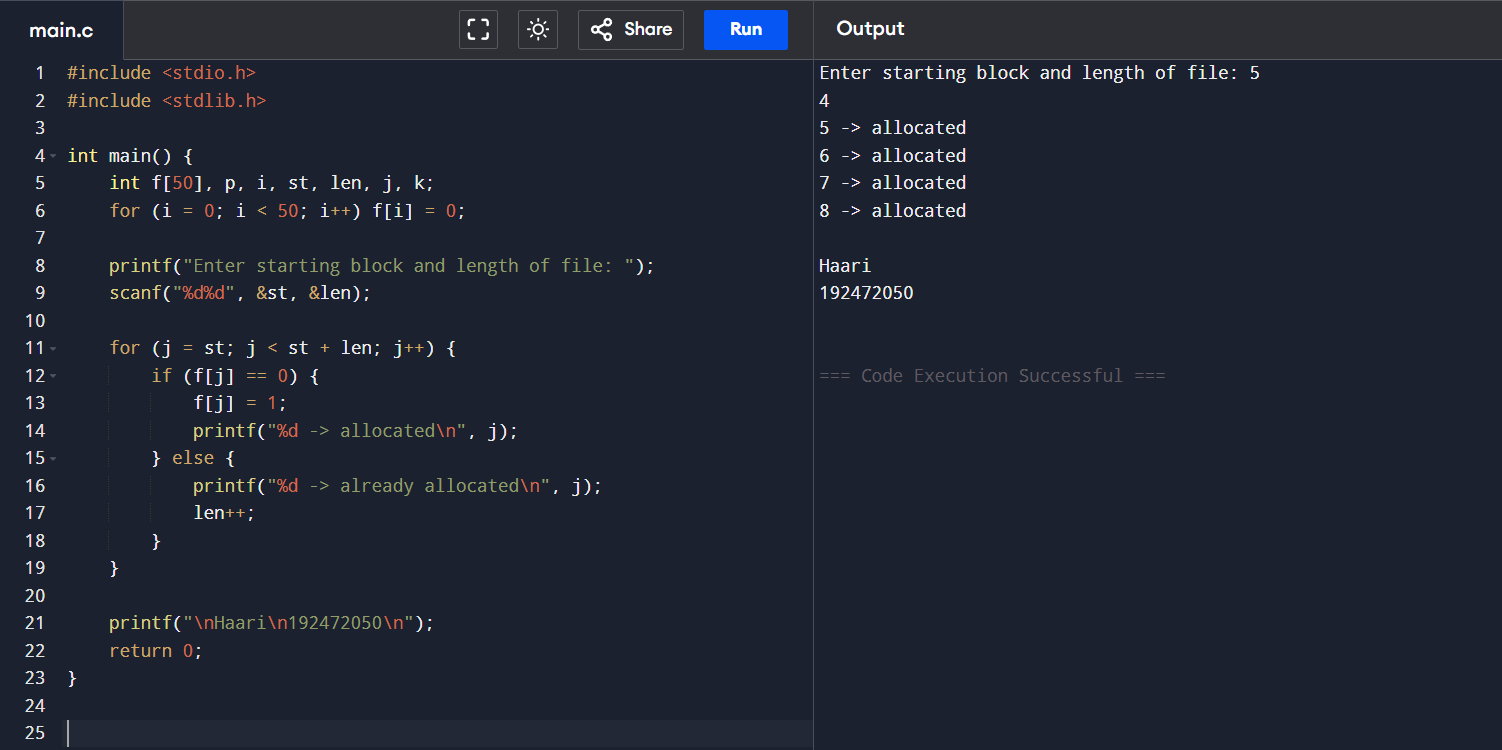 main.c
Share
Run
Output
1 #include <stdio.h>
2 #include <stdlib.h>
3
4 int main() {
5     int f[50], p, i, st, len, j, k;
6     for (i = 0; i < 50; i++) f[i] = 0;
7
8     printf("Enter starting block and length of file: ");
9     scanf("%d%d", &st, &len);
10
11     for (j = st; j < st + len; j++) {
12         if (f[j] == 0) {
13             f[j] = 1;
14             printf("%d -> allocated\n", j);
15         } else {
16             printf("%d -> already allocated\n", j);
17             len++;
18         }
19     }
20
21     printf("\nHaari\n192472050\n");
22     return 0;
23 }
24
25
Enter starting block and length of file: 5
4
5 -> allocated
6 -> allocated
7 -> allocated
8 -> allocated
Haari
192472050
=== Code Execution Successful ===